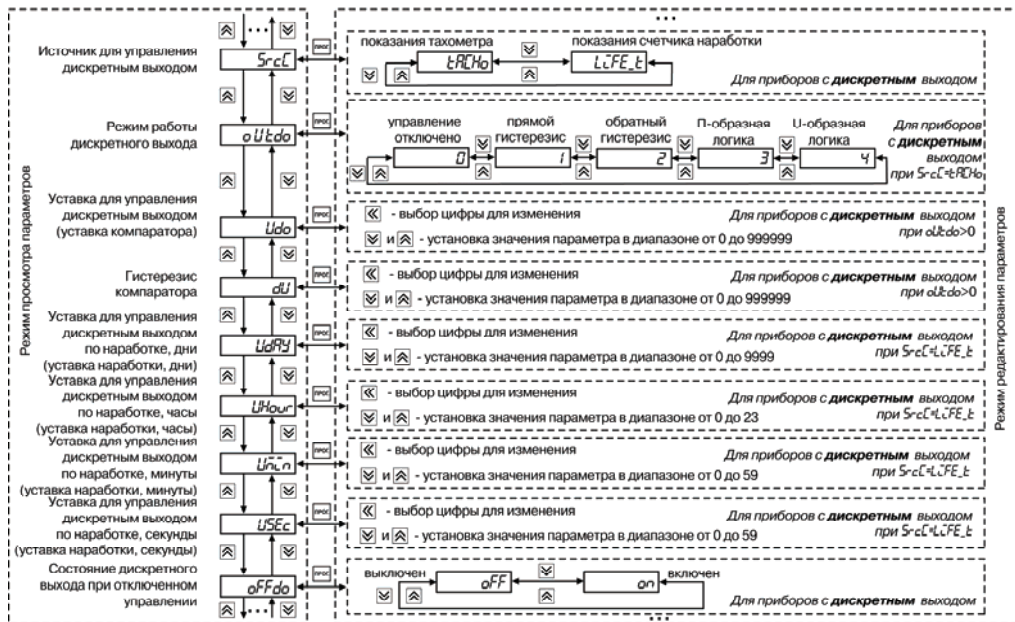 ...
Режим просмотра параметров
Режим редактирования параметров
...
Источник для управления
дискретным выходом
SrcC
ПРОГ
показания тахометра
tACHo
показания счетчика наработки
LiFE_t
Для приборов с дискретным выходом
Режим работы
дискретного выхода
oUtdo
ПРОГ
управление
отключено
0
прямой
гистерезис
1
обратный
гистерезис
2
П-образная
логика
3
U-образная
логика
4
Для приборов
с дискретным
выходом
при SrcC=tACHo
Уставка для управления
дискретным выходом
(уставка компаратора)
Udo
ПРОГ
- выбор цифры для изменения
и - установка значения параметра в диапазоне от 0 до 999999
Для приборов с дискретным выходом
при oUtdo>0
Гистерезис
компаратора
dU
ПРОГ
- выбор цифры для изменения
и - установка значения параметра в диапазоне от 0 до 999999
Для приборов с дискретным выходом
при oUtdo>0
Уставка для управления
дискретным выходом
по наработке, дни
(уставка наработки, дни)
UdAY
ПРОГ
- выбор цифры для изменения
и - установка значения параметра в диапазоне от 0 до 9999
Для приборов с дискретным выходом
при SrcC=LiFE_t
Уставка для управления
дискретным выходом
по наработке, часы
(уставка наработки, часы)
UHour
ПРОГ
- выбор цифры для изменения
и - установка значения параметра в диапазоне от 0 до 23
Для приборов с дискретным выходом
при SrcC=LiFE_t
Уставка для управления
дискретным выходом
по наработке, минуты
(уставка наработки, минуты)
Umin
ПРОГ
- выбор цифры для изменения
и - установка значения параметра в диапазоне от 0 до 59
Для приборов с дискретным выходом
при SrcC=LiFE_t
Уставка для управления
дискретным выходом
по наработке, секунды
(уставка наработки, секунды)
USEc
ПРОГ
- выбор цифры для изменения
и - установка значения параметра в диапазоне от 0 до 59
Для приборов с дискретным выходом
при SrcC=LiFE_t
Состояние дискретного
выхода при отключенном
управлении
oFFdo
ПРОГ
выключен
oFF
on
включен
Для приборов с дискретным выходом
...
...